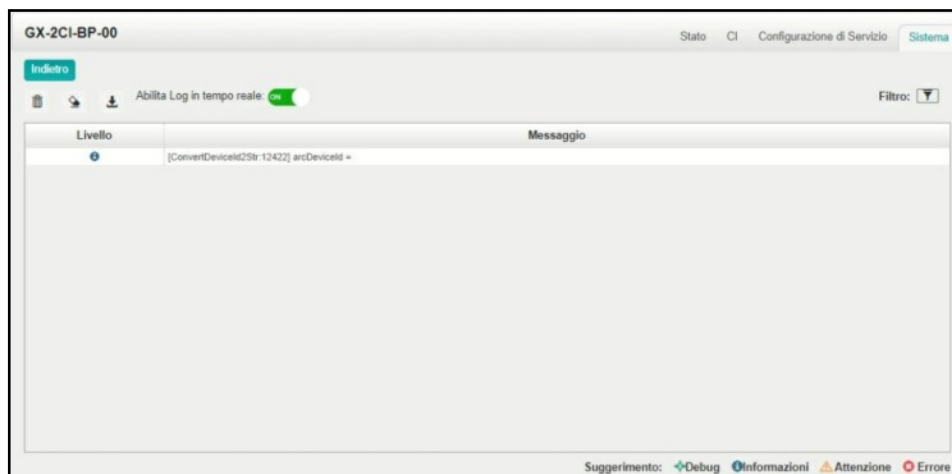 GX-2CI-BP-00
Stato CI Configurazione di Servizio Sistema
Indietro
Abilita Log in tempo reale: ON
Filtro:
Livello Messaggio
[ConvertDeviceId2Str:12422] arcDeviceId =
Suggerimento: Debug Informazioni Attenzione Errore